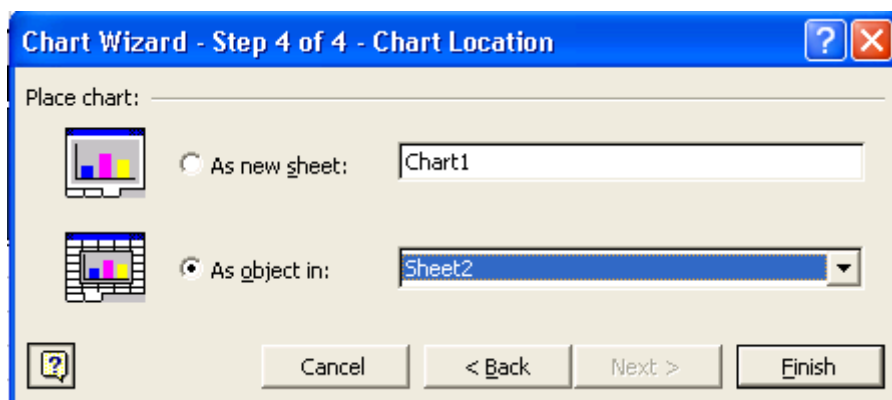 Chart Wizard - Step 4 of 4 - Chart Location
Place chart:
As new sheet: Chart1
As object in: Sheet2
Cancel < Back Next > Finish